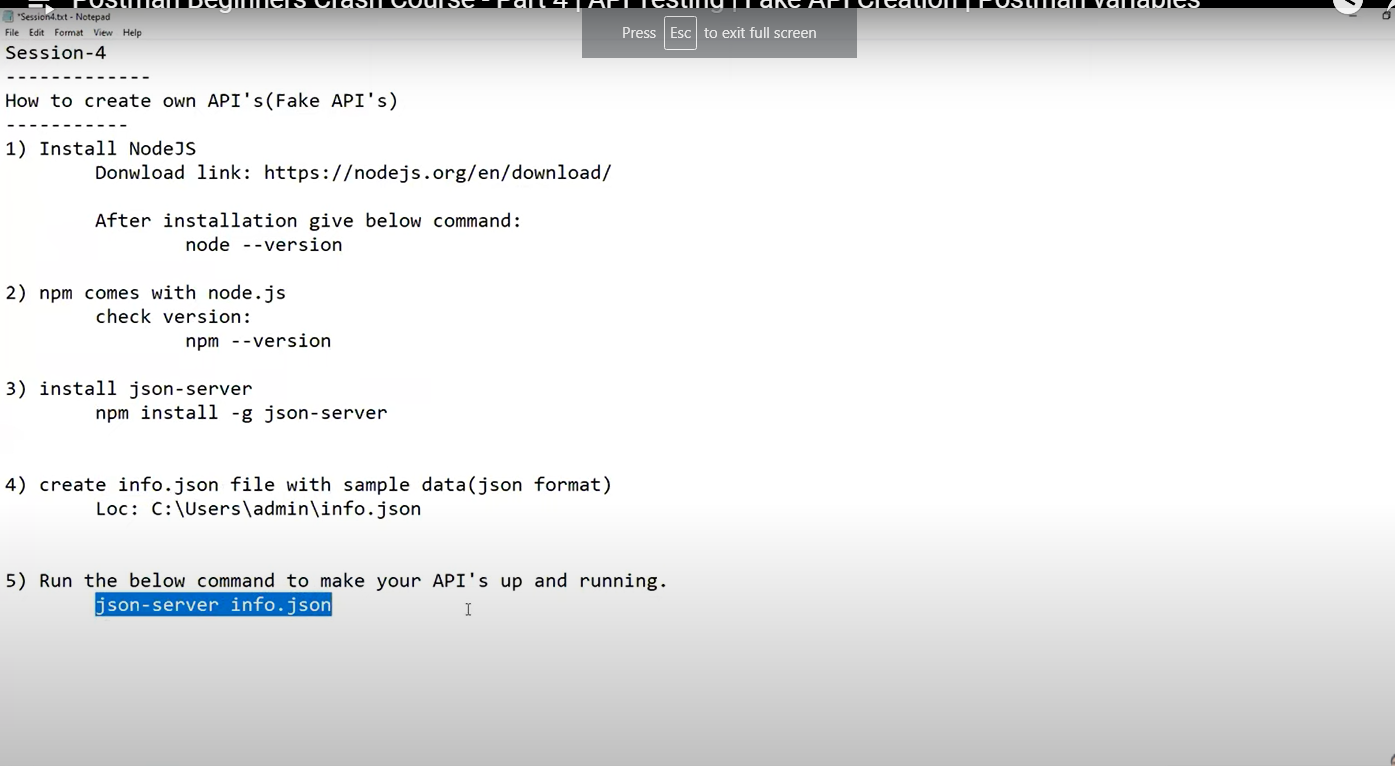 Postman Beginners Crash Course - Part 4 | API Testing | Fake API Creation | Postman Variables
*Session4.txt - Notepad
File Edit Format View Help
Press Esc to exit full screen
Session-4
-------------
How to create own API's(Fake API's)
-----------
1) Install NodeJS
Donwload link: https://nodejs.org/en/download/
After installation give below command:
node --version
2) npm comes with node.js
check version:
npm --version
3) install json-server
npm install -g json-server
4) create info.json file with sample data(json format)
Loc: C:\Users\admin\info.json
5) Run the below command to make your API's up and running.
json-server info.json